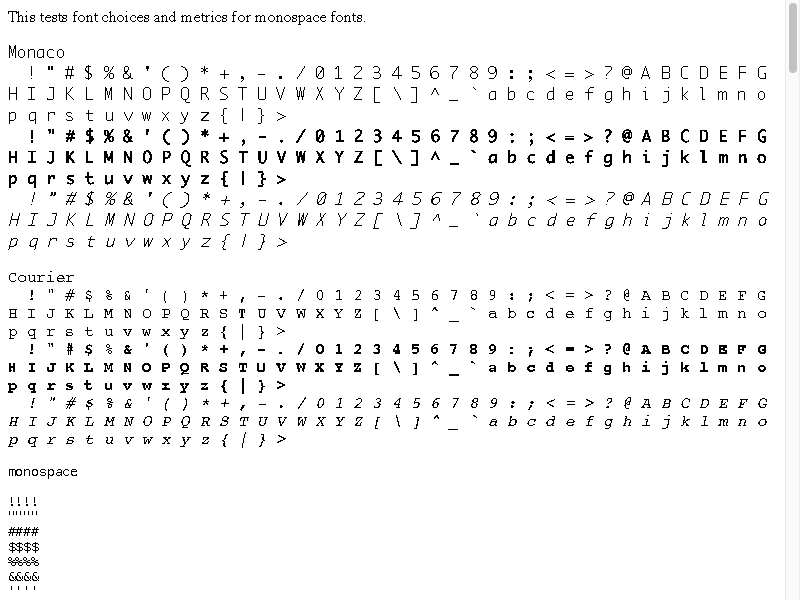 This tests font choices and metrics for monospace fonts.
Monaco
! " # $ % & ' ( ) * + , - . / 0 1 2 3 4 5 6 7 8 9 : ; < = > ? @ A B C D E F G
H I J K L M N O P Q R S T U V W X Y Z [ \ ] ^ _ ` a b c d e f g h i j k l m n o
p q r s t u v w x y z { | } >
! " # $ % & ' ( ) * + , - . / 0 1 2 3 4 5 6 7 8 9 : ; < = > ? @ A B C D E F G
H I J K L M N O P Q R S T U V W X Y Z [ \ ] ^ _ ` a b c d e f g h i j k l m n o
p q r s t u v w x y z { | } >
! " # $ % & ' ( ) * + , - . / 0 1 2 3 4 5 6 7 8 9 : ; < = > ? @ A B C D E F G
H I J K L M N O P Q R S T U V W X Y Z [ \ ] ^ _ ` a b c d e f g h i j k l m n o
p q r s t u v w x y z { | } >
Courier
! " # $ % & ' ( ) * + , - . / 0 1 2 3 4 5 6 7 8 9 : ; < = > ? @ A B C D E F G
H I J K L M N O P Q R S T U V W X Y Z [ \ ] ^ _ ` a b c d e f g h i j k l m n o
p q r s t u v w x y z { | } >
! " # $ % & ' ( ) * + , - . / 0 1 2 3 4 5 6 7 8 9 : ; < = > ? @ A B C D E F G
H I J K L M N O P Q R S T U V W X Y Z [ \ ] ^ _ ` a b c d e f g h i j k l m n o
p q r s t u v w x y z { | } >
! " # $ % & ' ( ) * + , - . / 0 1 2 3 4 5 6 7 8 9 : ; < = > ? @ A B C D E F G
H I J K L M N O P Q R S T U V W X Y Z [ \ ] ^ _ ` a b c d e f g h i j k l m n o
p q r s t u v w x y z { | } >
monospace
!!!!
""""
####
$$$$
%%%%
&&&&
''''